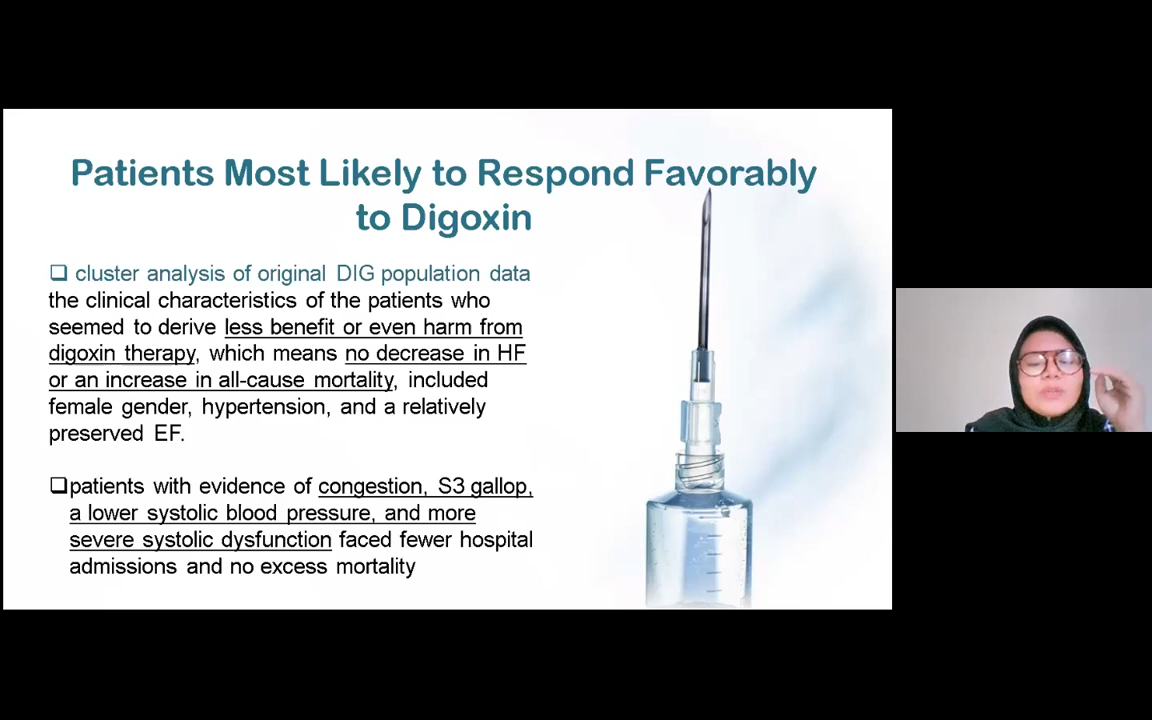 Patients Most Likely to Respond Favorably
to Digoxin
❑ cluster analysis of original DIG population data
the clinical characteristics of the patients who
seemed to derive less benefit or even harm from
digoxin therapy, which means no decrease in HF
or an increase in all-cause mortality, included
female gender, hypertension, and a relatively
preserved EF.
❑patients with evidence of congestion, S3 gallop,
a lower systolic blood pressure, and more
severe systolic dysfunction faced fewer hospital
admissions and no excess mortality